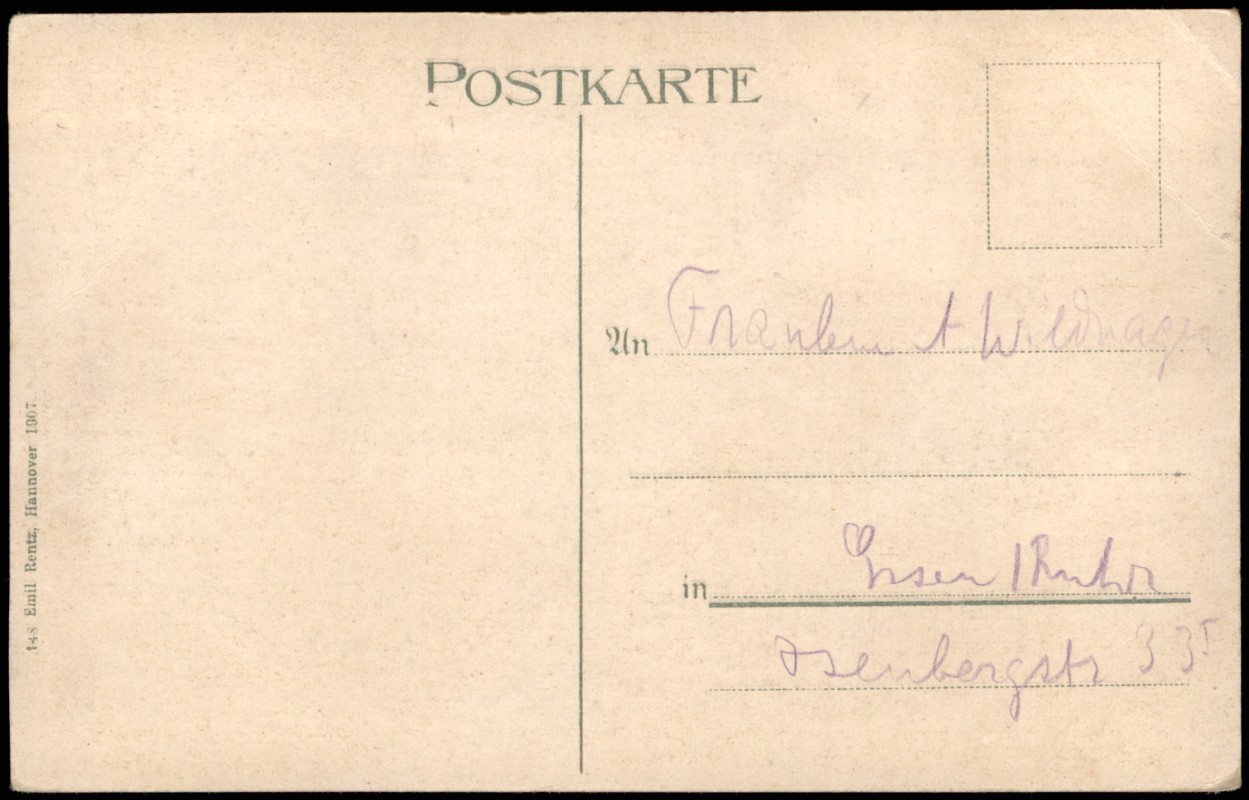 POSTKARTE
An Fräulein A Wildhagen
in Essen / Ruhr
Isenbergstr 33 I
148 Emil Rentz, Hannover 1907.